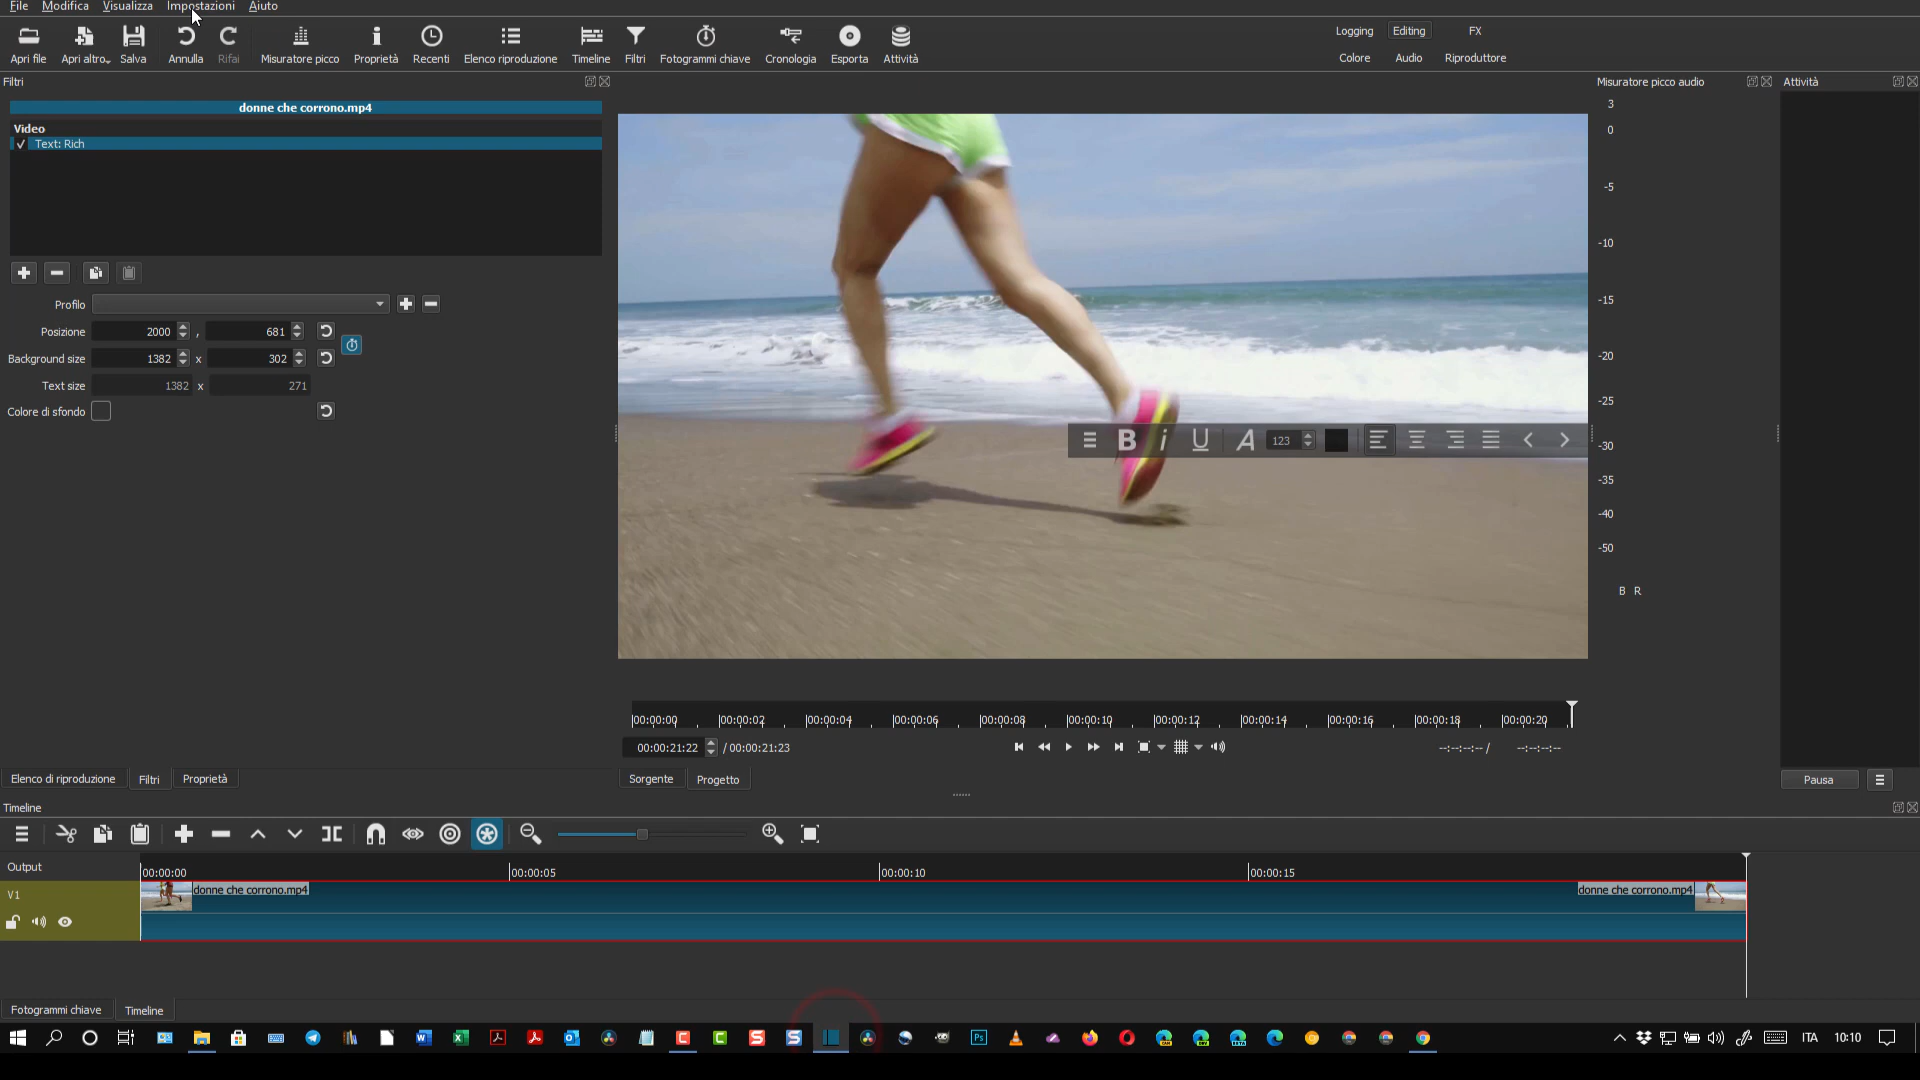 File Modifica Visualizza Impostazioni Aiuto
Apri file Apri altro... Salva Annulla Rifai Misuratore picco Proprietà Recenti Elenco riproduzione Timeline Filtri Fotogrammi chiave Cronologia Esporta Attività
Logging Editing FX
Colore Audio Riproduttore
Filtri
Misuratore picco audio
Attività
donne che corrono.mp4
Video
Text: Rich
Profilo
Posizione 2000 , 681
Background size 1382 x 302
Text size 1382 x 271
Colore di sfondo
B i U A 123
3
0
-5
-10
-15
-20
-25
-30
-35
-40
-50
B R
00:00:00 00:00:02 00:00:04 00:00:06 00:00:08 00:00:10 00:00:12 00:00:14 00:00:16 00:00:18 00:00:20
00:00:21:22 / 00:00:21:23 --:--:--:-- / --:--:--:--
Elenco di riproduzione Filtri Proprietà
Sorgente Progetto
Pausa
Timeline
Output
00:00:00 00:00:05 00:00:10 00:00:15
V1
donne che corrono.mp4 donne che corrono.mp4
Fotogrammi chiave Timeline
ITA 10:10